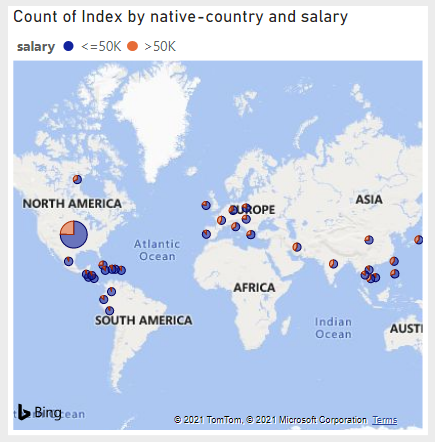 Count of Index by native-country and salary
salary <=50K >50K
NORTH AMERICA
EUROPE
ASIA
Atlantic
Ocean
AFRICA
SOUTH AMERICA
Indian
Ocean
AUST
Bing
© 2021 TomTom, © 2021 Microsoft Corporation Terms